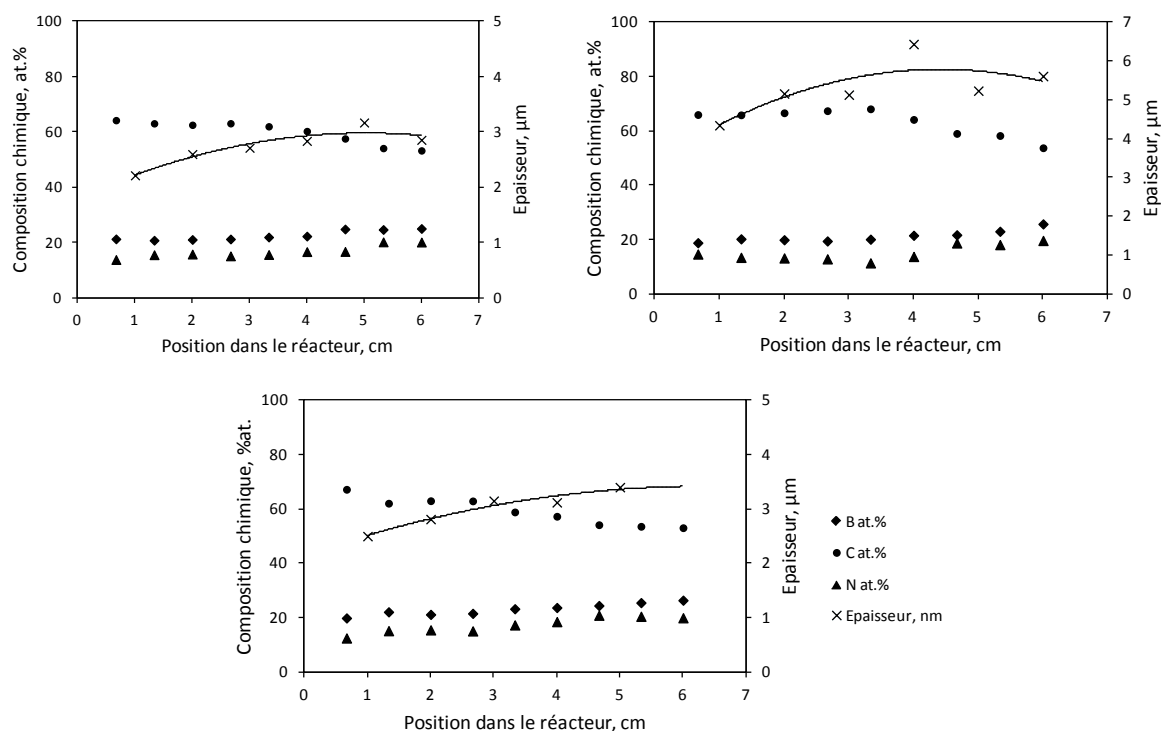 100
80
60
40
20
0
Composition chimique, at.%
5
4
3
2
1
0
Epaisseur, µm
0 1 2 3 4 5 6 7
Position dans le réacteur, cm
100
80
60
40
20
0
Composition chimique, at.%
7
6
5
4
3
2
1
0
Epaisseur, µm
0 1 2 3 4 5 6 7
Position dans le réacteur, cm
100
80
60
40
20
0
Composition chimique, %at.
5
4
3
2
1
0
Epaisseur, µm
0 1 2 3 4 5 6 7
Position dans le réacteur, cm
B at.%
C at.%
N at.%
Epaisseur, nm